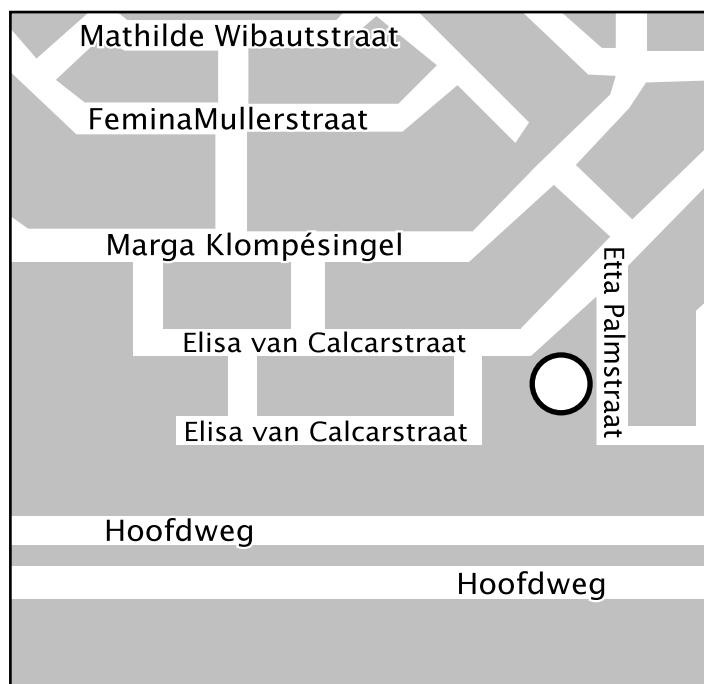 Mathilde Wibautstraat
FeminaMullerstraat
Marga Klompésingel
Etta Palmstraat
Elisa van Calcarstraat
Elisa van Calcarstraat
Hoofdweg
Hoofdweg